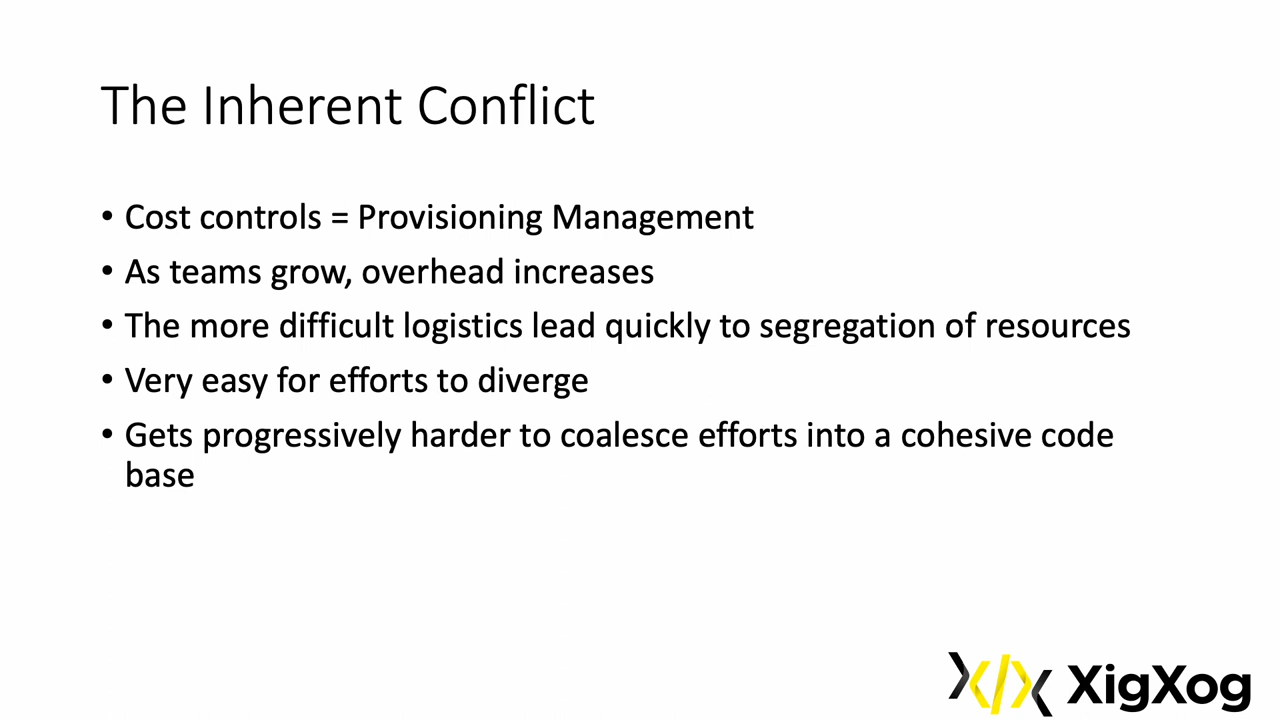 The Inherent Conflict
• Cost controls = Provisioning Management
• As teams grow, overhead increases
• The more difficult logistics lead quickly to segregation of resources
• Very easy for efforts to diverge
• Gets progressively harder to coalesce efforts into a cohesive code
base
XigXog